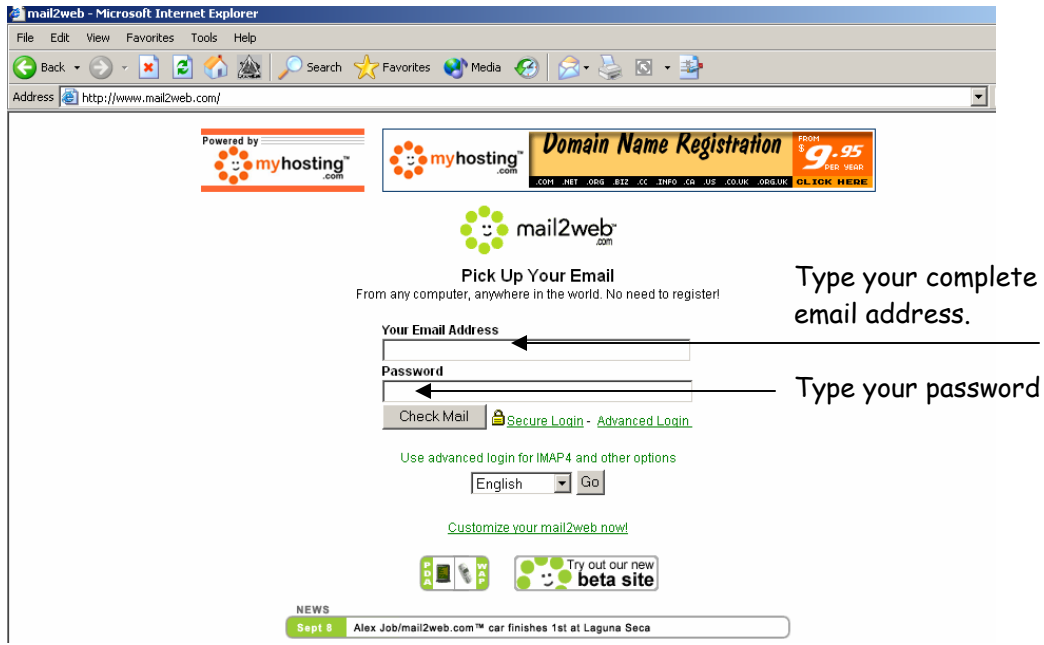 mail2web - Microsoft Internet Explorer
File Edit View Favorites Tools Help
Back Search Favorites Media
Address http://www.mail2web.com/
Powered by
myhosting™
.com
myhosting™
.com
Domain Name Registration
.COM .NET .ORG .BIZ .CC .INFO .CA .US .CO.UK .ORG.UK
FROM
$9.95
PER YEAR
CLICK HERE
mail2web™
.com
Pick Up Your Email
From any computer, anywhere in the world. No need to register!
Type your complete
email address.
Your Email Address
Password
Type your password
Check Mail Secure Login - Advanced Login
Use advanced login for IMAP4 and other options
English Go
Customize your mail2web now!
PDA WAP
Try out our new
beta site
NEWS
Sept 8 Alex Job/mail2web.com™ car finishes 1st at Laguna Seca